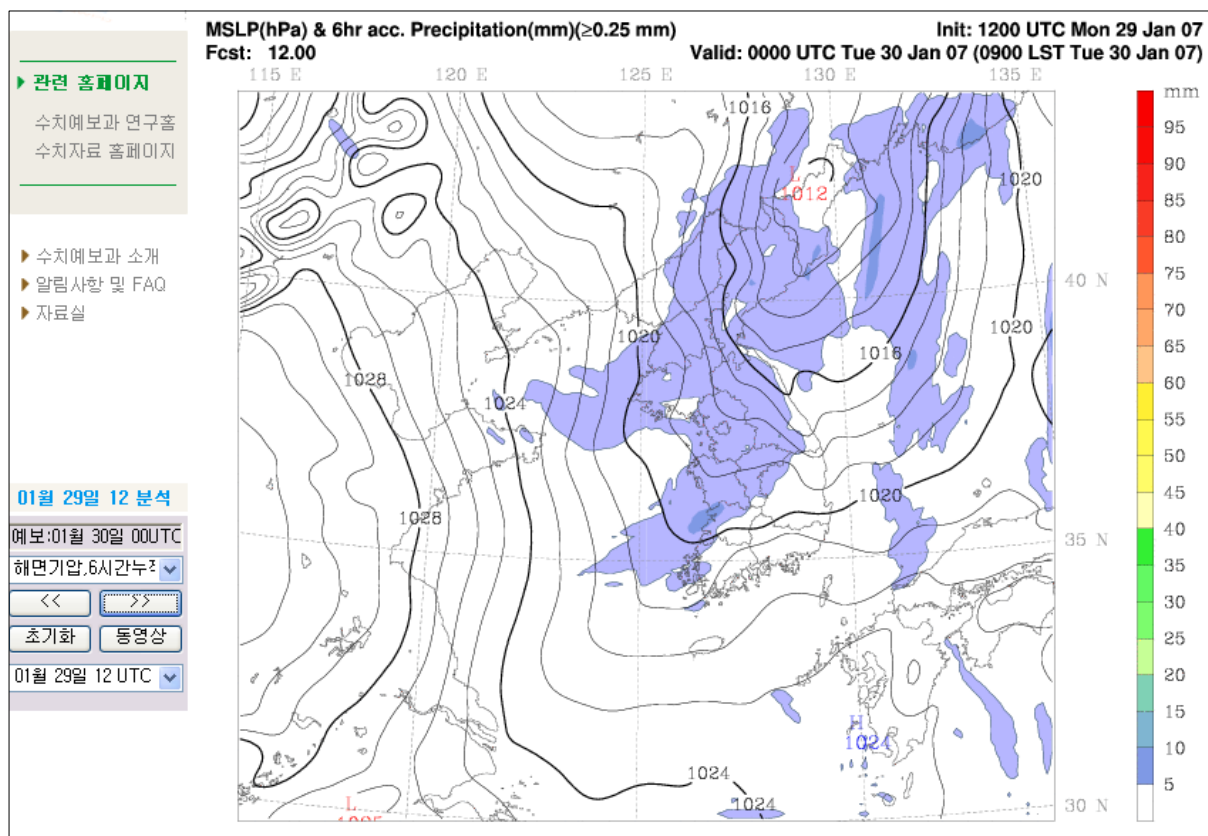 MSLP(hPa) & 6hr acc. Precipitation(mm)(≥0.25 mm)
Init: 1200 UTC Mon 29 Jan 07
Fcst: 12.00
Valid: 0000 UTC Tue 30 Jan 07 (0900 LST Tue 30 Jan 07)
관련 홈페이지
수치예보과 연구홈
수치자료 홈페이지
수치예보과 소개
알림사항 및 FAQ
자료실
01월 29일 12 분석
예보:01월 30일 00UTC
해면기압,6시간누적
<<
>>
초기화
동영상
01월 29일 12 UTC
115 E
120 E
125 E
130 E
135 E
1016
L
1012
1020
40 N
1020
1020
1016
1028
1024
1020
1028
35 N
H
1024
1024
1024
L
30 N
mm
95
90
85
80
75
70
65
60
55
50
45
40
35
30
25
20
15
10
5